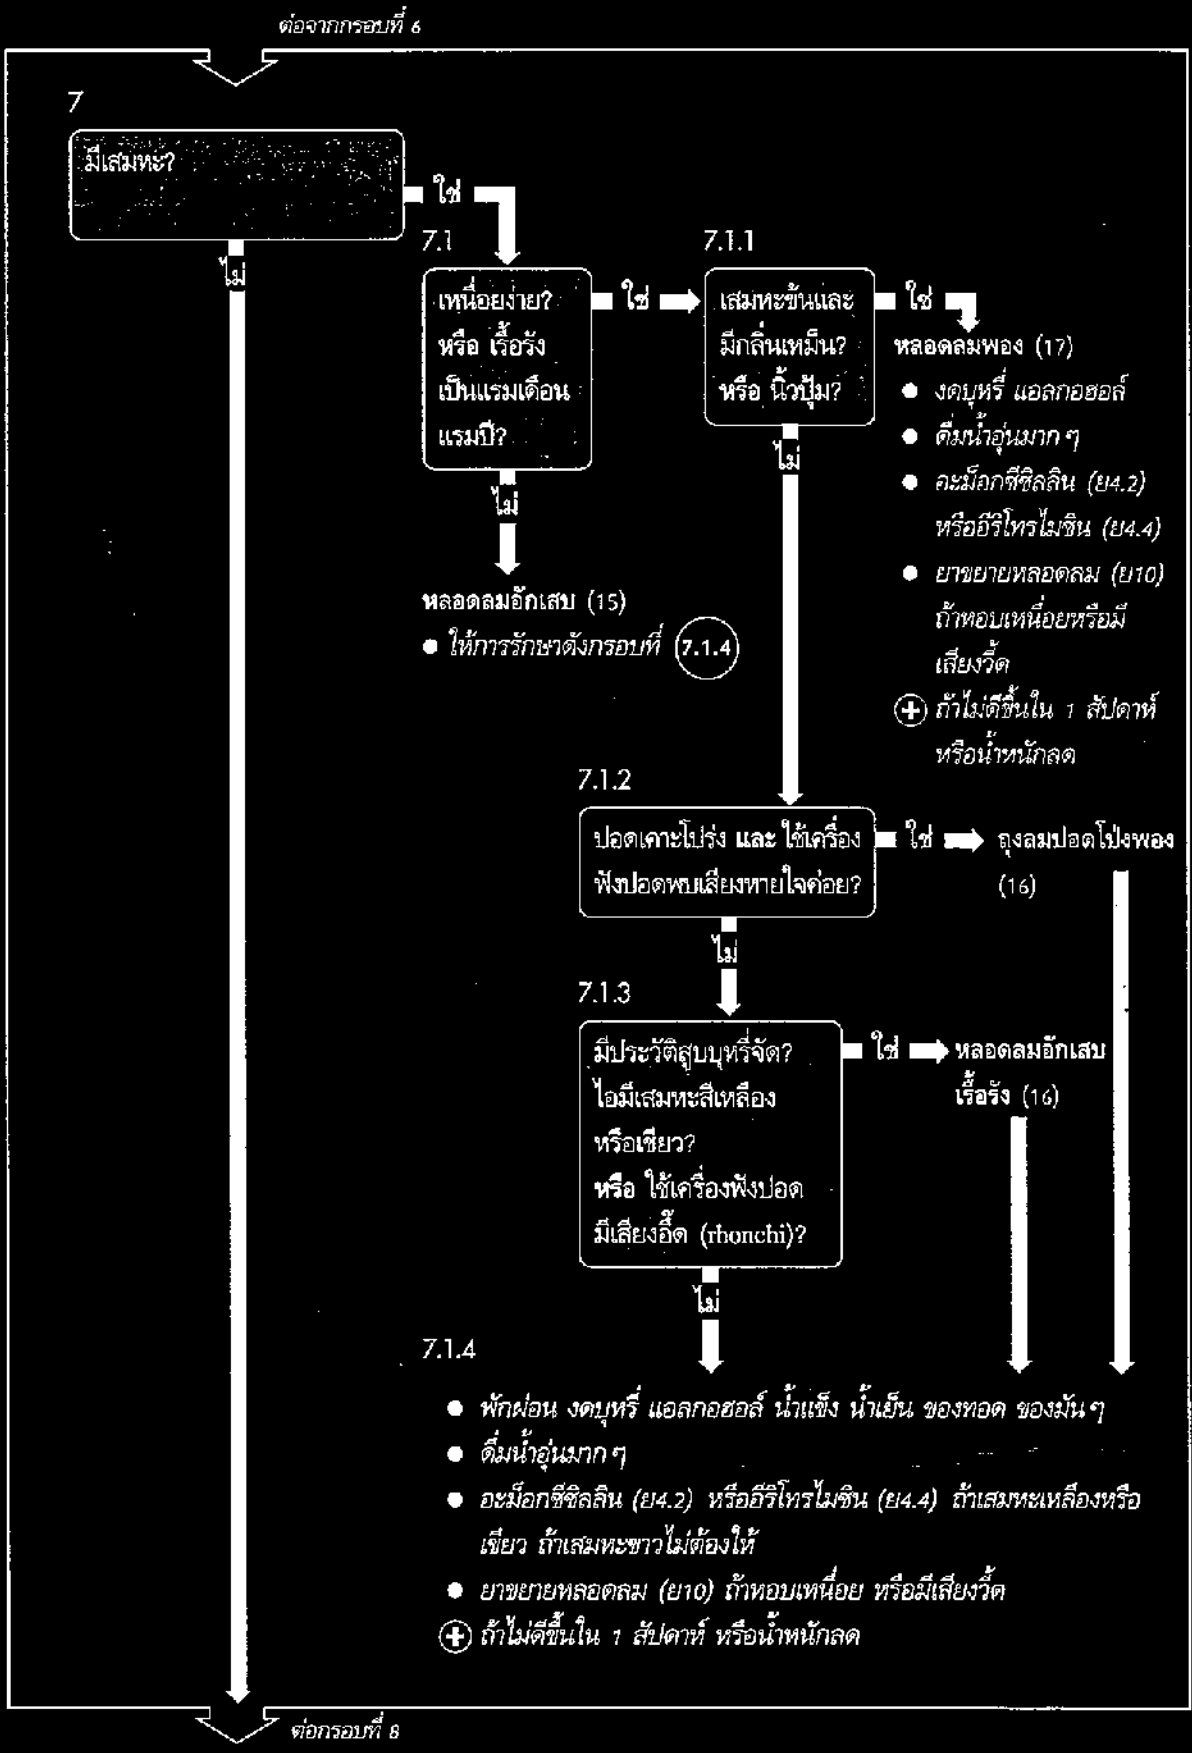 ต่อจากกรอบที่ 6
7
มีเสมหะ?
ใช่
ไม่
7.1
เหนื่อยง่าย?
หรือ เรื้อรัง
เป็นแรมเดือน
แรมปี?
ใช่
ไม่
หลอดลมอักเสบ (15)
● ให้การรักษาดังกรอบที่ 7.1.4
7.1.1
เสมหะข้นและ
มีกลิ่นเหม็น?
หรือ นิ้วปุ้ม?
ใช่
ไม่
หลอดลมพอง (17)
● งดบุหรี่ แอลกอฮอล์
● ดื่มน้ำอุ่นมาก ๆ
● อะม็อกซีซิลลิน (ย4.2)
หรืออีริโทรไมซิน (ย4.4)
● ยาขยายหลอดลม (ย10)
ถ้าหอบเหนื่อยหรือมี
เสียงวี้ด
⊕ ถ้าไม่ดีขึ้นใน 1 สัปดาห์
หรือน้ำหนักลด
7.1.2
ปอดเคาะโปร่ง และ ใช้เครื่อง
ฟังปอดพบเสียงหายใจค่อย?
ใช่
ถุงลมปอดโป่งพอง
(16)
ไม่
7.1.3
มีประวัติสูบบุหรี่จัด?
ไอมีเสมหะสีเหลือง
หรือเขียว?
หรือ ใช้เครื่องฟังปอด
มีเสียงอื๊ด (rhonchi)?
ใช่
หลอดลมอักเสบ
เรื้อรัง (16)
ไม่
7.1.4
● พักผ่อน งดบุหรี่ แอลกอฮอล์ น้ำแข็ง น้ำเย็น ของทอด ของมัน ๆ
● ดื่มน้ำอุ่นมาก ๆ
● อะม็อกซีซิลลิน (ย4.2) หรืออีริโทรไมซิน (ย4.4) ถ้าเสมหะเหลืองหรือ
เขียว ถ้าเสมหะขาวไม่ต้องให้
● ยาขยายหลอดลม (ย10) ถ้าหอบเหนื่อย หรือมีเสียงวี้ด
⊕ ถ้าไม่ดีขึ้นใน 1 สัปดาห์ หรือน้ำหนักลด
ต่อกรอบที่ 8